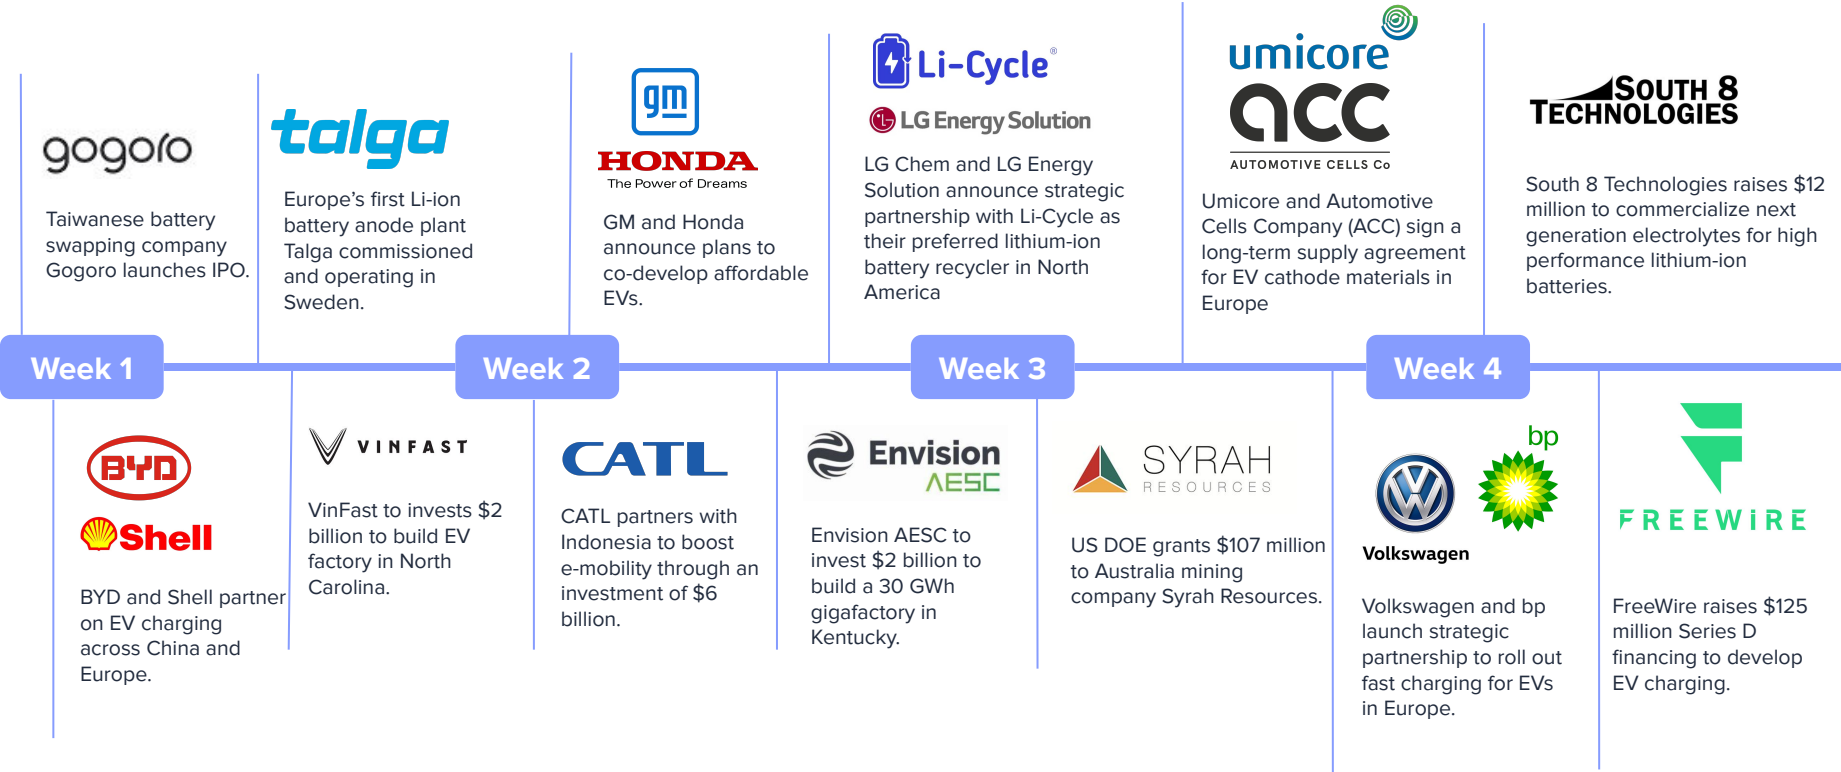 gogoro
Taiwanese battery
swapping company
Gogoro launches IPO.
talga
Europe's first Li-ion
battery anode plant
Talga commissioned
and operating in
Sweden.
gm
HONDA
The Power of Dreams
GM and Honda
announce plans to
co-develop affordable
EVs.
Li-Cycle®
LG Energy Solution
LG Chem and LG Energy
Solution announce strategic
partnership with Li-Cycle as
their preferred lithium-ion
battery recycler in North
America
umicore
acc
AUTOMOTIVE CELLS Co
Umicore and Automotive
Cells Company (ACC) sign a
long-term supply agreement
for EV cathode materials in
Europe
SOUTH 8
TECHNOLOGIES
South 8 Technologies raises $12
million to commercialize next
generation electrolytes for high
performance lithium-ion
batteries.
Week 1
Week 2
Week 3
Week 4
BYD
Shell
BYD and Shell partner
on EV charging
across China and
Europe.
VINFAST
VinFast to invests $2
billion to build EV
factory in North
Carolina.
CATL
CATL partners with
Indonesia to boost
e-mobility through an
investment of $6
billion.
Envision
AESC
Envision AESC to
invest $2 billion to
build a 30 GWh
gigafactory in
Kentucky.
SYRAH
RESOURCES
US DOE grants $107 million
to Australia mining
company Syrah Resources.
Volkswagen
bp
Volkswagen and bp
launch strategic
partnership to roll out
fast charging for EVs
in Europe.
FREEWiRE
FreeWire raises $125
million Series D
financing to develop
EV charging.